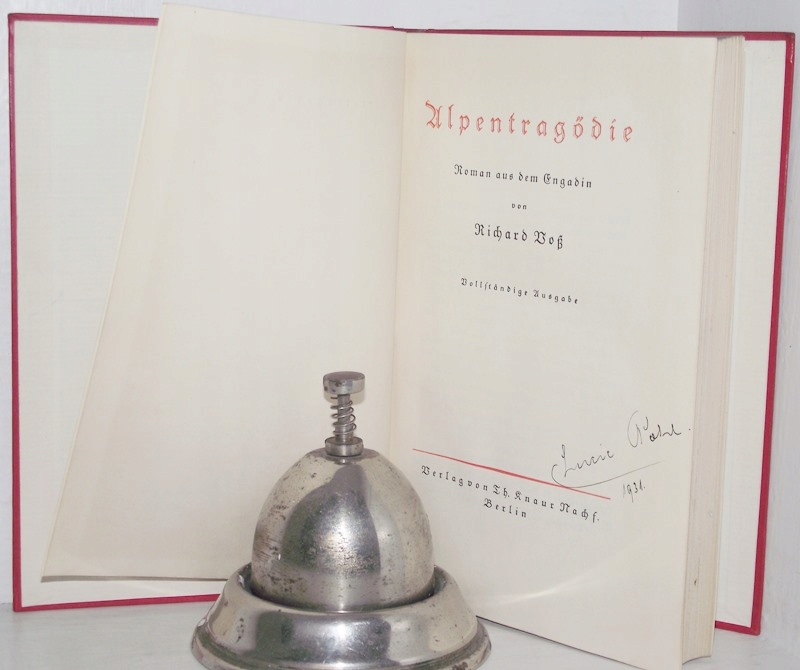 Alpentragödie
Roman aus dem Engadin
von
Richard Voß
Vollständige Ausgabe
1931.
Verlag von Th. Knaur Nachf.
Berlin